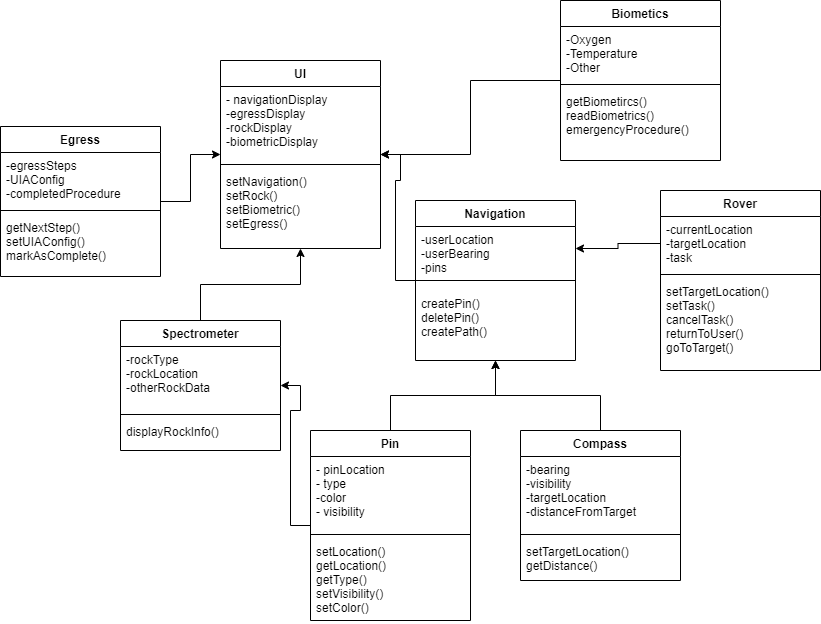 Biometics
-Oxygen
-Temperature
-Other
getBiometircs()
readBiometrics()
emergencyProcedure()
UI
- navigationDisplay
-egressDisplay
-rockDisplay
-biometricDisplay
setNavigation()
setRock()
setBiometric()
setEgress()
Egress
-egressSteps
-UIAConfig
-completedProcedure
getNextStep()
setUIAConfig()
markAsComplete()
Navigation
-userLocation
-userBearing
-pins
createPin()
deletePin()
createPath()
Rover
-currentLocation
-targetLocation
-task
setTargetLocation()
setTask()
cancelTask()
returnToUser()
goToTarget()
Spectrometer
-rockType
-rockLocation
-otherRockData
displayRockInfo()
Pin
- pinLocation
- type
-color
- visibility
setLocation()
getLocation()
getType()
setVisibility()
setColor()
Compass
-bearing
-visibility
-targetLocation
-distanceFromTarget
setTargetLocation()
getDistance()